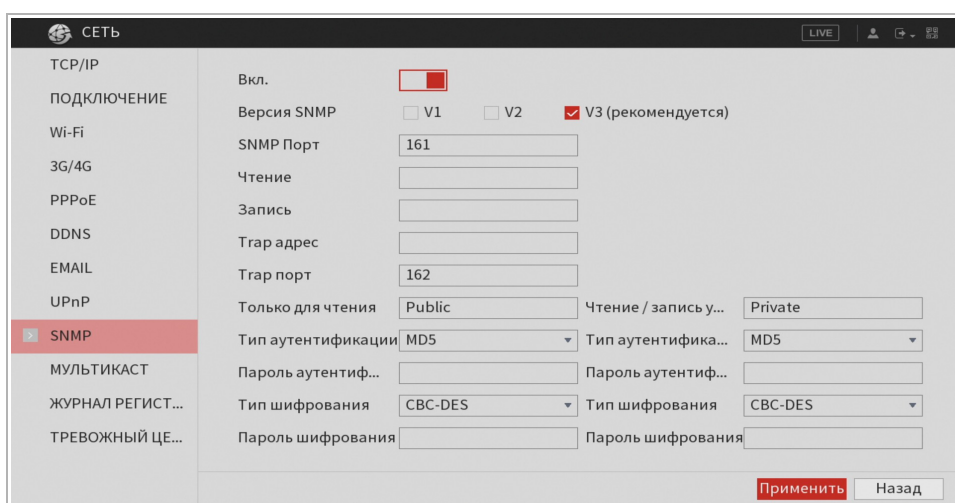 СЕТЬ
LIVE
TCP/IP
ПОДКЛЮЧЕНИЕ
Wi-Fi
3G/4G
PPPoE
DDNS
EMAIL
UPnP
SNMP
МУЛЬТИКАСТ
ЖУРНАЛ РЕГИСТ...
ТРЕВОЖНЫЙ ЦЕ...
Вкл.
Версия SNMP V1 V2 V3 (рекомендуется)
SNMP Порт 161
Чтение
Запись
Trap адрес
Trap порт 162
Только для чтения Public Чтение / запись у... Private
Тип аутентификации MD5 Тип аутентифика... MD5
Пароль аутентиф... Пароль аутентиф...
Тип шифрования CBC-DES Тип шифрования CBC-DES
Пароль шифрования Пароль шифрования
Применить Назад